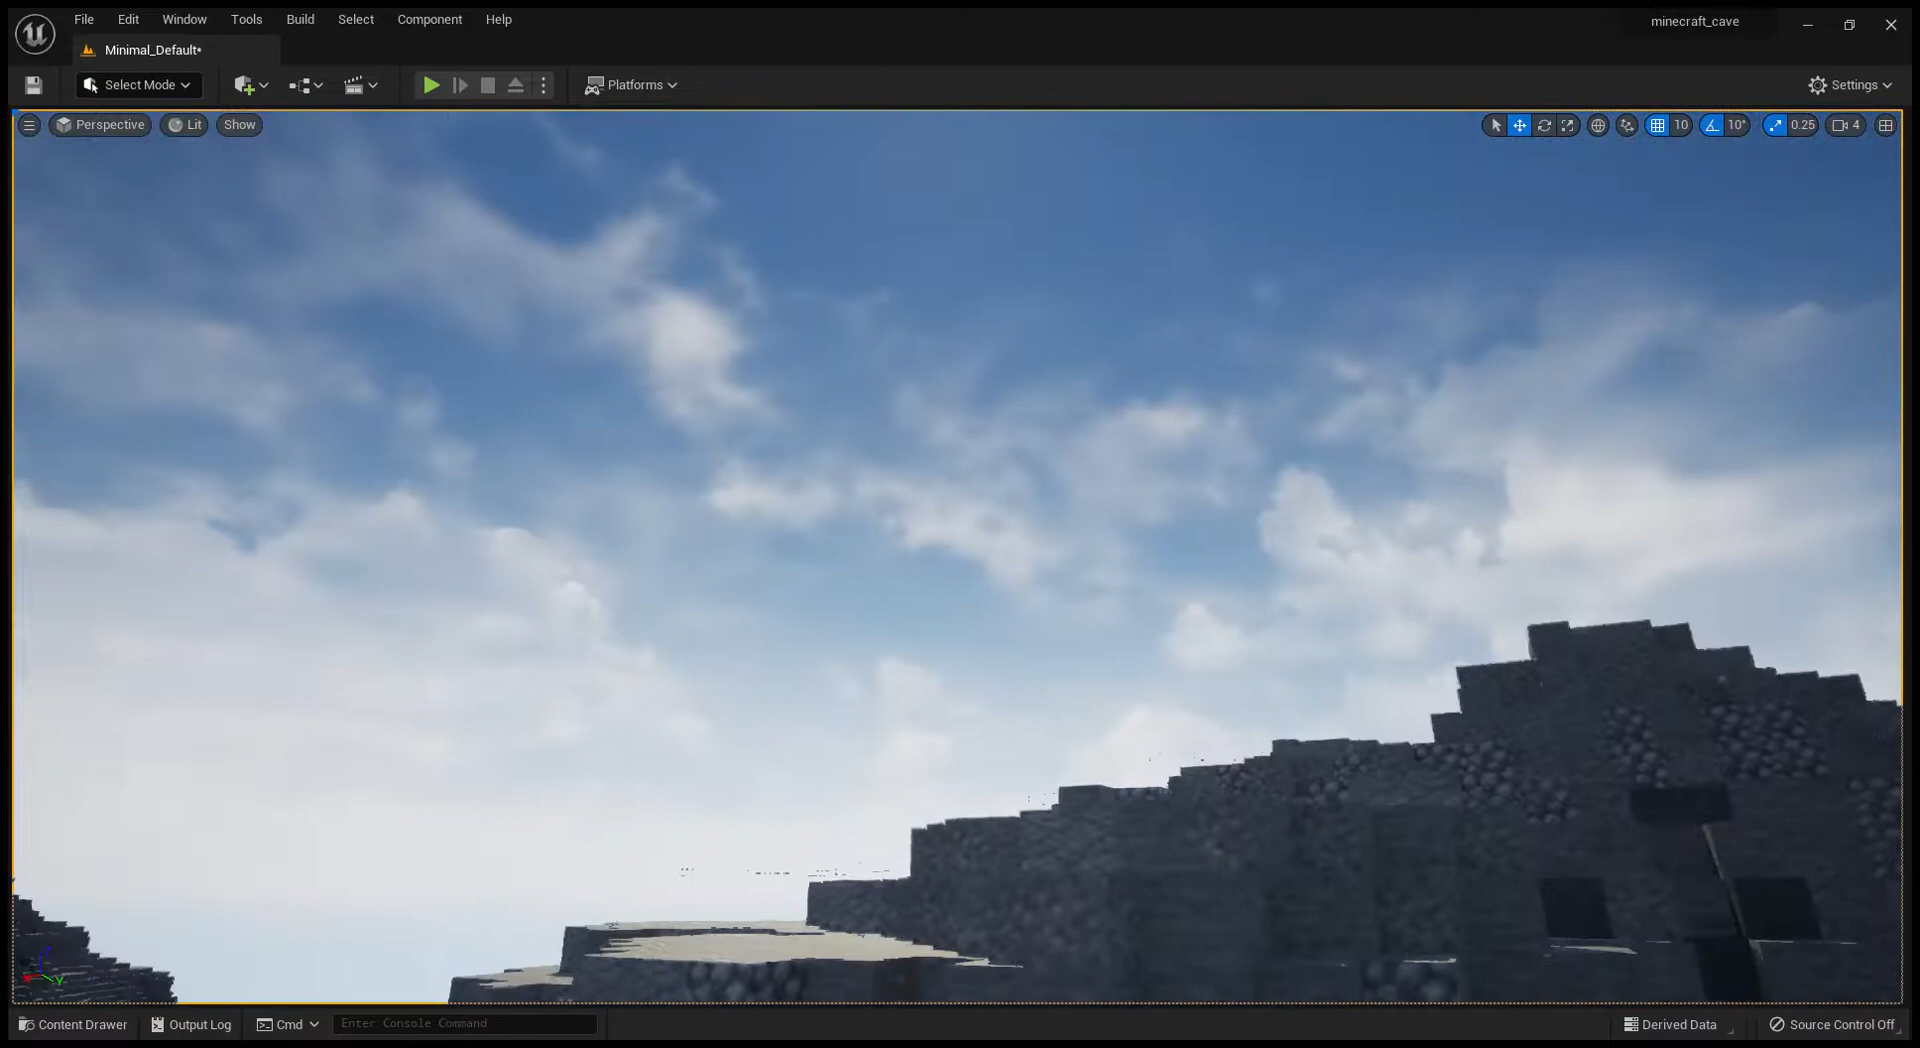 File Edit Window Tools Build Select Component Help minecraft_cave
Minimal_Default*
Select Mode Platforms Settings
Perspective Lit Show 10 10° 0.25 4
Y
Content Drawer Output Log Cmd Enter Console Command Derived Data Source Control Off